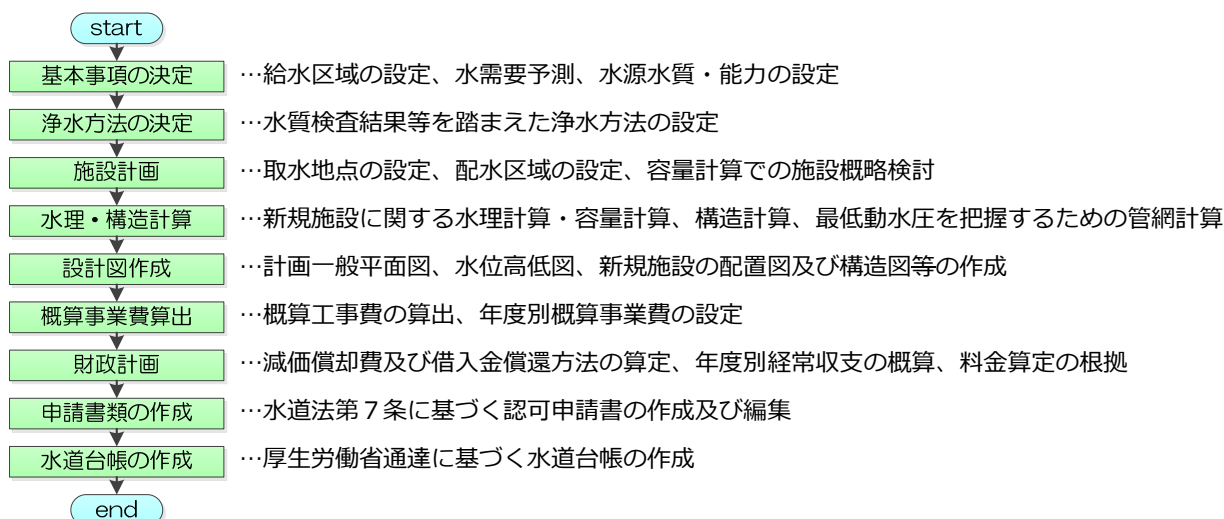 start
基本事項の決定 …給水区域の設定、水需要予測、水源水質・能力の設定
浄水方法の決定 …水質検査結果等を踏まえた浄水方法の設定
施設計画 …取水地点の設定、配水区域の設定、容量計算での施設概略検討
水理・構造計算 …新規施設に関する水理計算・容量計算、構造計算、最低動水圧を把握するための管網計算
設計図作成 …計画一般平面図、水位高低図、新規施設の配置図及び構造図等の作成
概算事業費算出 …概算工事費の算出、年度別概算事業費の設定
財政計画 …減価償却費及び借入金償還方法の算定、年度別経常収支の概算、料金算定の根拠
申請書類の作成 …水道法第７条に基づく認可申請書の作成及び編集
水道台帳の作成 …厚生労働省通達に基づく水道台帳の作成
end